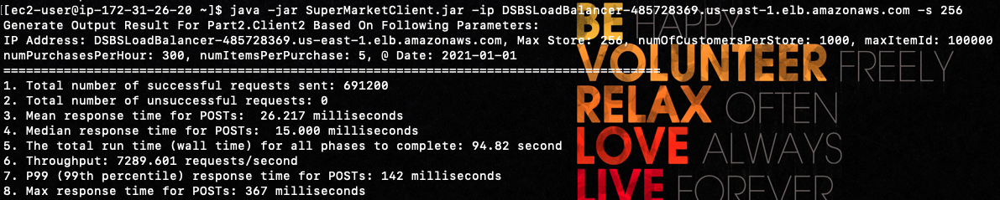 [[ec2-user@ip-172-31-26-20 ~]$ java -jar SuperMarketClient.jar -ip DSBSLoadBalancer-485728369.us-east-1.elb.amazonaws.com -s 256
Generate Output Result For Part2.Client2 Based On Following Parameters:
IP Address: DSBSLoadBalancer-485728369.us-east-1.elb.amazonaws.com, Max Store: 256, numOfCustomersPerStore: 1000, maxItemId: 100000
numPurchasesPerHour: 300, numItemsPerPurchase: 5, @ Date: 2021-01-01
=======================================================================================
1. Total number of successful requests sent: 691200
2. Total number of unsuccessful requests: 0
3. Mean response time for POSTs:  26.217 milliseconds
4. Median response time for POSTs:  15.000 milliseconds
5. The total run time (wall time) for all phases to complete: 94.82 second
6. Throughput: 7289.601 requests/second
7. P99 (99th percentile) response time for POSTs: 142 milliseconds
8. Max response time for POSTs: 367 milliseconds
BE HAPPY
VOLUNTEER FREELY
RELAX OFTEN
LOVE ALWAYS
LIVE FOREVER